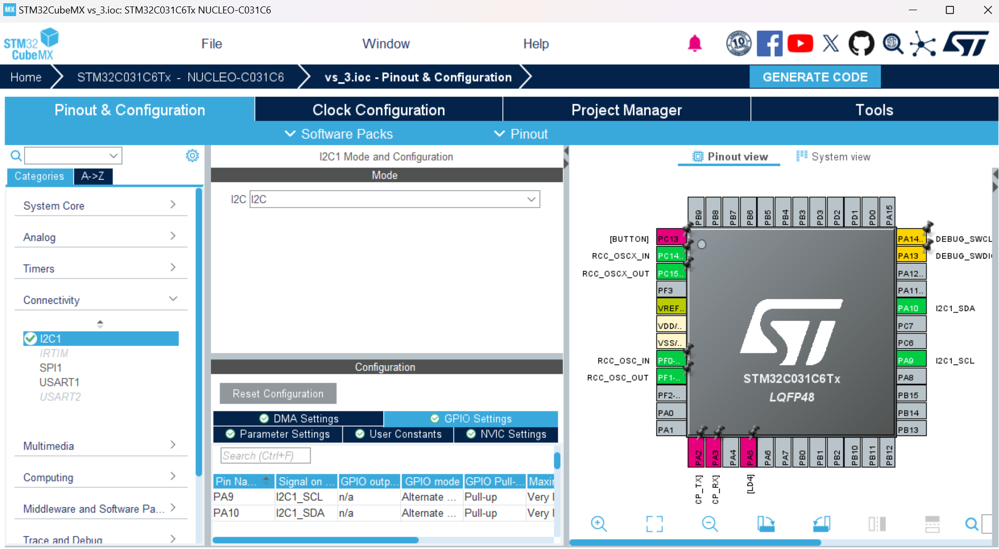 MX STM32CubeMX vs_3.ioc: STM32C031C6Tx NUCLEO-C031C6
STM32 CubeMX
File Window Help
10
Home STM32C031C6Tx - NUCLEO-C031C6 vs_3.ioc - Pinout & Configuration GENERATE CODE
Pinout & Configuration Clock Configuration Project Manager Tools
Software Packs Pinout
Categories A->Z
System Core
Analog
Timers
Connectivity
I2C1
IRTIM
SPI1
USART1
USART2
Multimedia
Computing
Middleware and Software Pa...
Trace and Debug
I2C1 Mode and Configuration
Mode
I2C I2C
Configuration
Reset Configuration
DMA Settings GPIO Settings
Parameter Settings User Constants NVIC Settings
Search (Ctrl+F)
Pin Na... Signal on ... GPIO outp... GPIO mode GPIO Pull-... Maxi
PA9 I2C1_SCL n/a Alternate ... Pull-up Very
PA10 I2C1_SDA n/a Alternate ... Pull-up Very
Pinout view System view
PB9 PB8 PB7 PB6 PB5 PB4 PB3 PD3 PD2 PD1 PD0 PA15
[BUTTON] PC13
RCC_OSCX_IN PC14..
RCC_OSCX_OUT PC15..
PF3
VREF..
VDD/..
VSS/..
RCC_OSC_IN PF0-..
RCC_OSC_OUT PF1-..
PF2-..
PA0
PA1
STM32C031C6Tx
LQFP48
PA14.. DEBUG_SWCL
PA13 DEBUG_SWDI
PA12..
PA11..
PA10 I2C1_SDA
PC7
PC6
PA9 I2C1_SCL
PA8
PB15
PB14
PB13
PA2 PA3 PA4 PA5 PA6 PA7 PB0 PB1 PB2 PB10 PB11 PB12
CP_TX] CP_RX] [LD4]